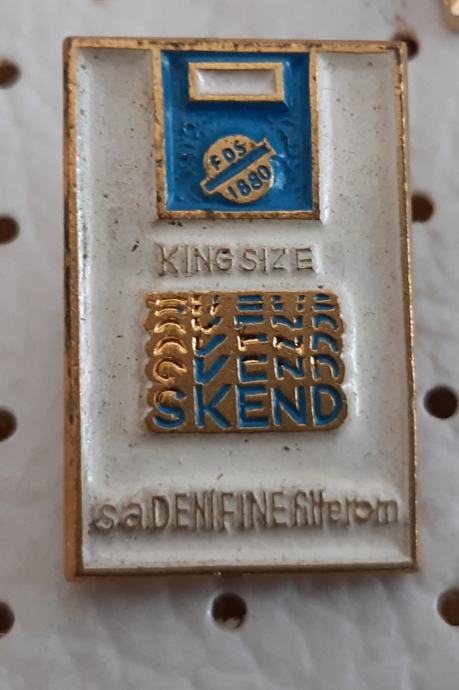 FDS
1880
KING SIZE
SKEND
sa DENIFINE filterom